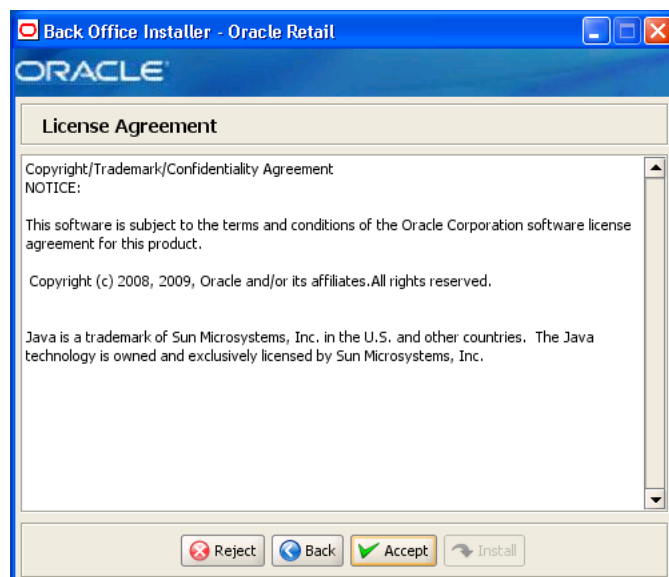 Back Office Installer - Oracle Retail
ORACLE
License Agreement
Copyright/Trademark/Confidentiality Agreement
NOTICE:
This software is subject to the terms and conditions of the Oracle Corporation software license
agreement for this product.
Copyright (c) 2008, 2009, Oracle and/or its affiliates.All rights reserved.
Java is a trademark of Sun Microsystems, Inc. in the U.S. and other countries.  The Java
technology is owned and exclusively licensed by Sun Microsystems, Inc.
Reject Back Accept Install